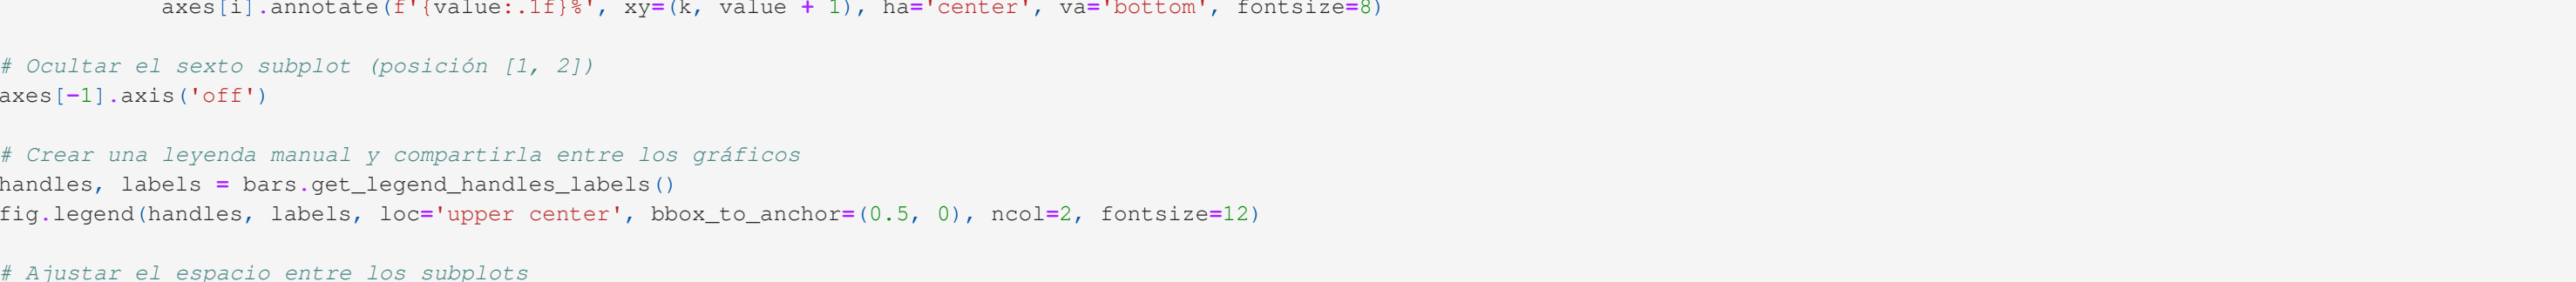 axes[i].annotate(f'{value:.1f}%', xy=(k, value + 1), ha='center', va='bottom', fontsize=8)
# Ocultar el sexto subplot (posición [1, 2])
axes[-1].axis('off')
# Crear una leyenda manual y compartirla entre los gráficos
handles, labels = bars.get_legend_handles_labels()
fig.legend(handles, labels, loc='upper center', bbox_to_anchor=(0.5, 0), ncol=2, fontsize=12)
# Ajustar el espacio entre los subplots